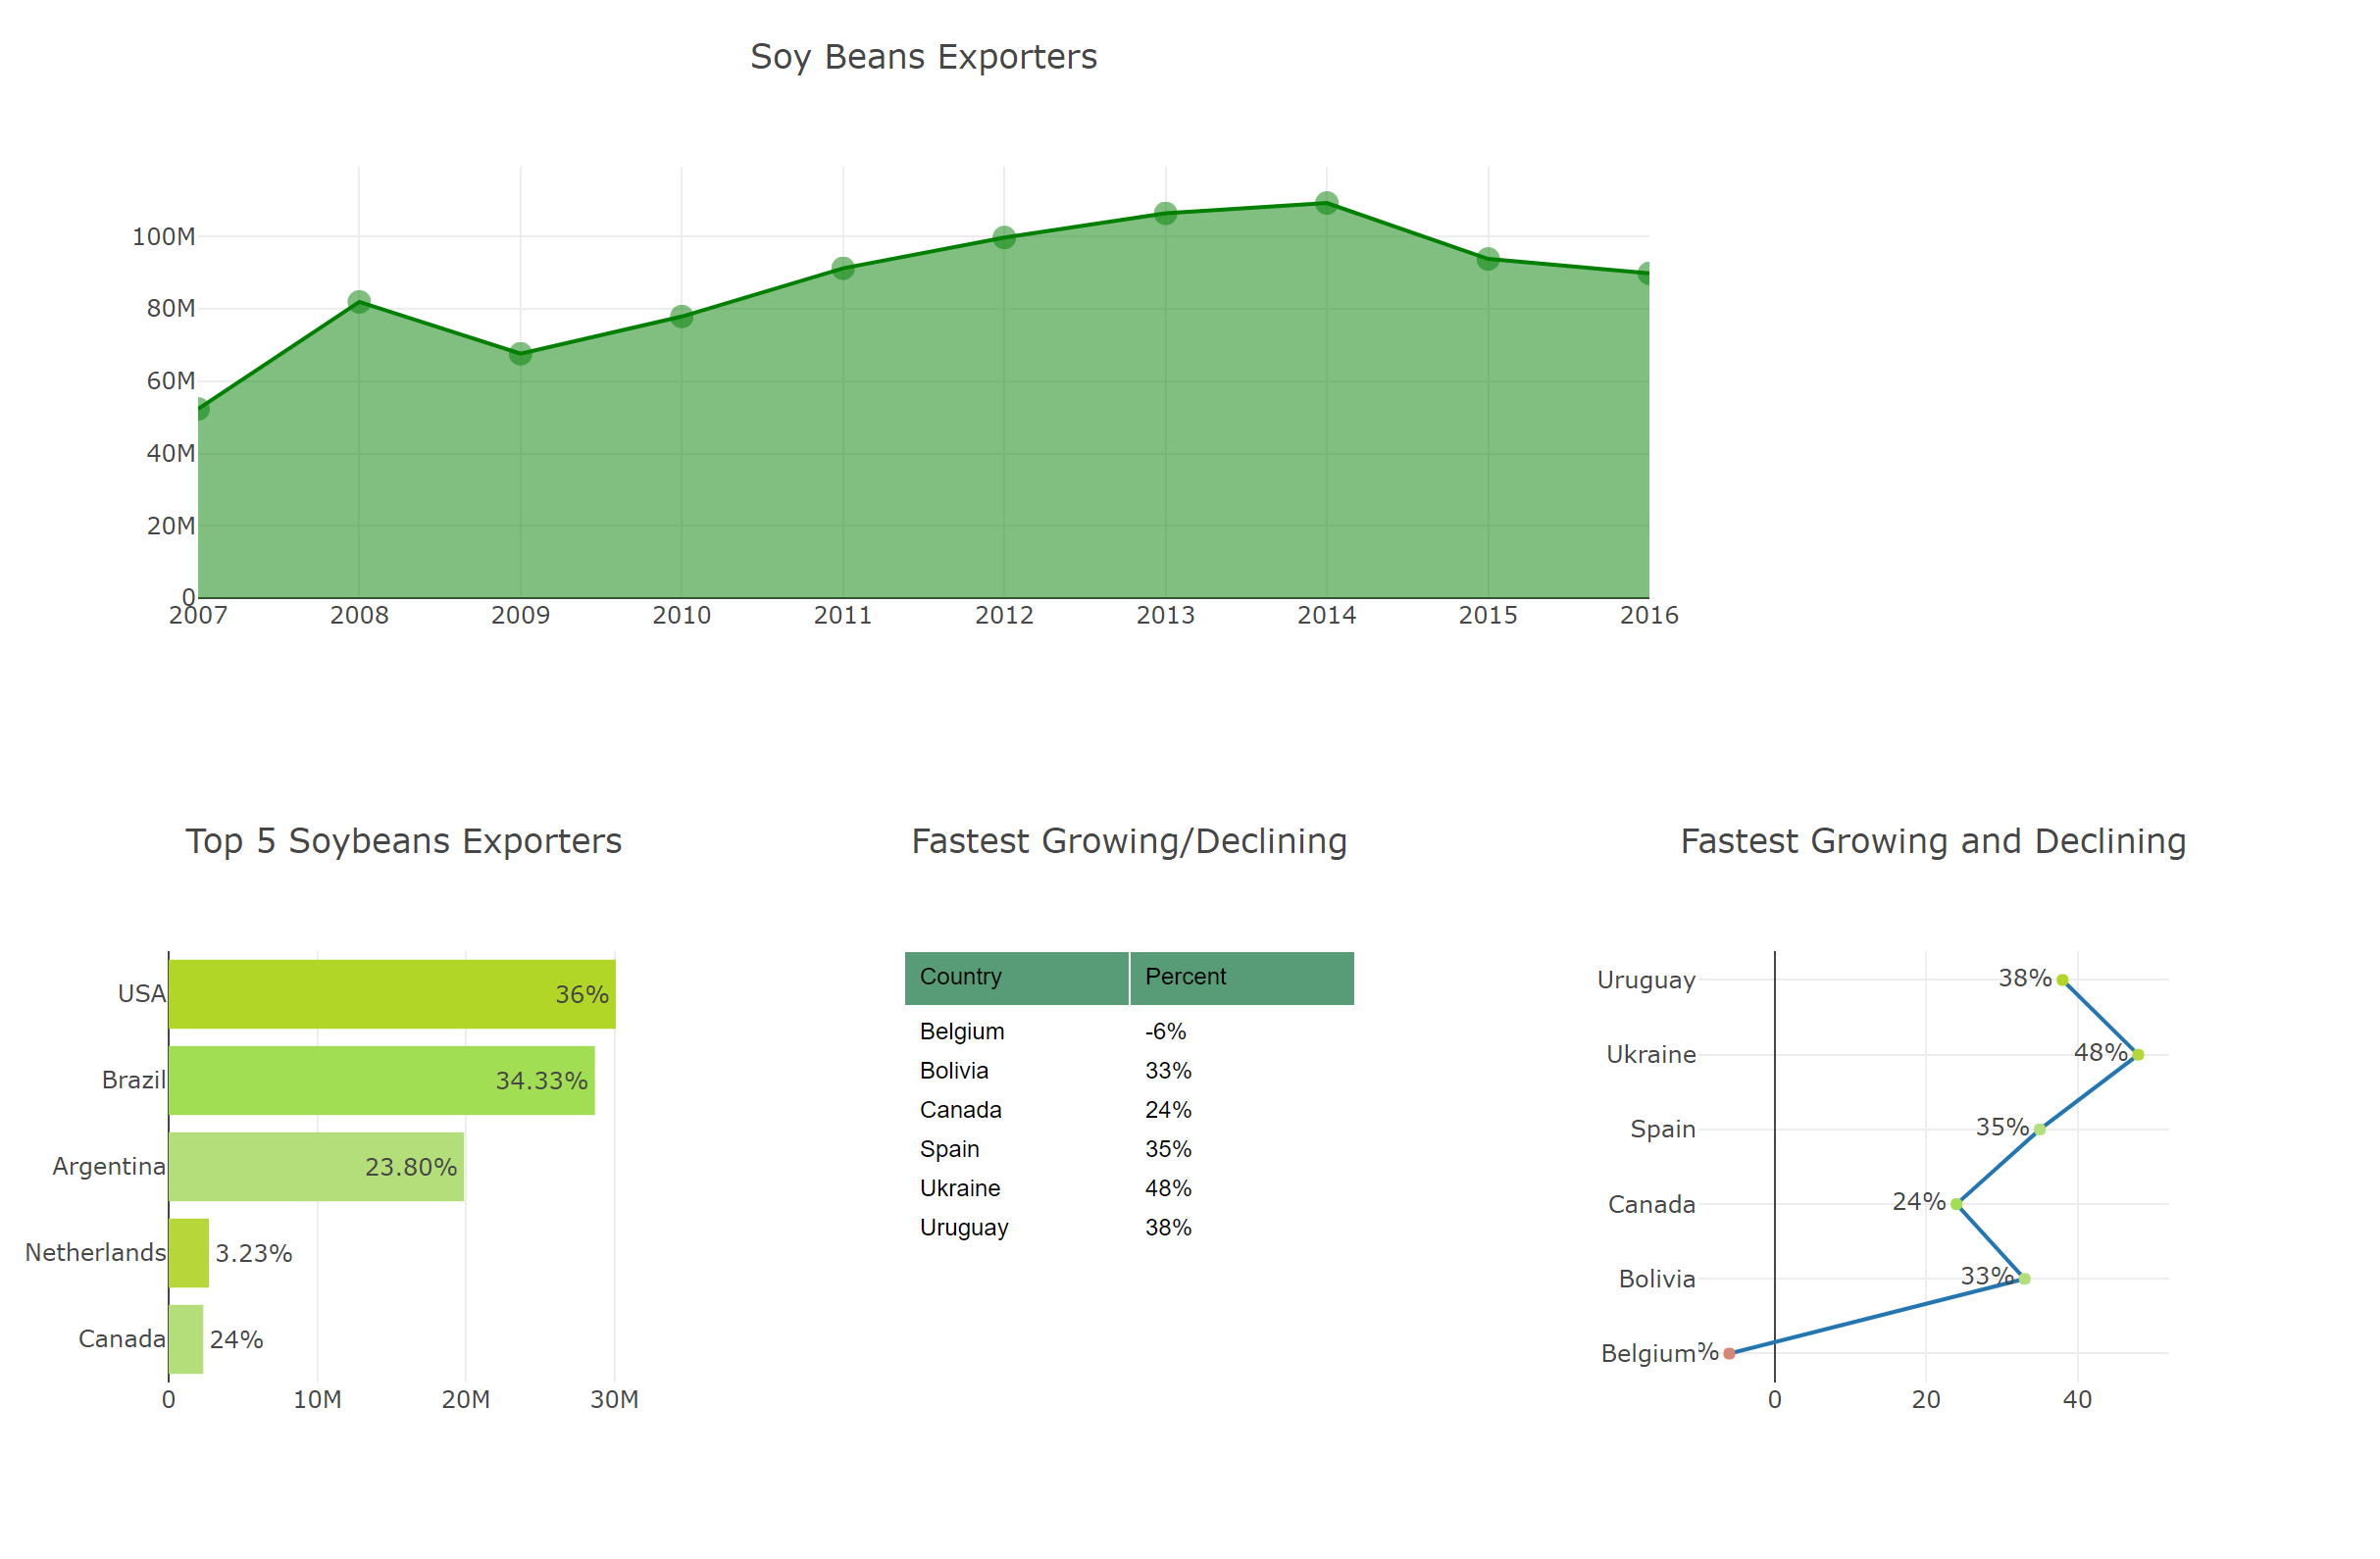 Soy Beans Exporters
100M
80M
60M
40M
20M
0
2007 2008 2009 2010 2011 2012 2013 2014 2015 2016
Top 5 Soybeans Exporters
USA 36%
Brazil 34.33%
Argentina 23.80%
Netherlands 3.23%
Canada 24%
0 10M 20M 30M
Fastest Growing/Declining
Country Percent
Belgium -6%
Bolivia 33%
Canada 24%
Spain 35%
Ukraine 48%
Uruguay 38%
Fastest Growing and Declining
Uruguay 38%
Ukraine 48%
Spain 35%
Canada 24%
Bolivia 33%
Belgium %
0 20 40